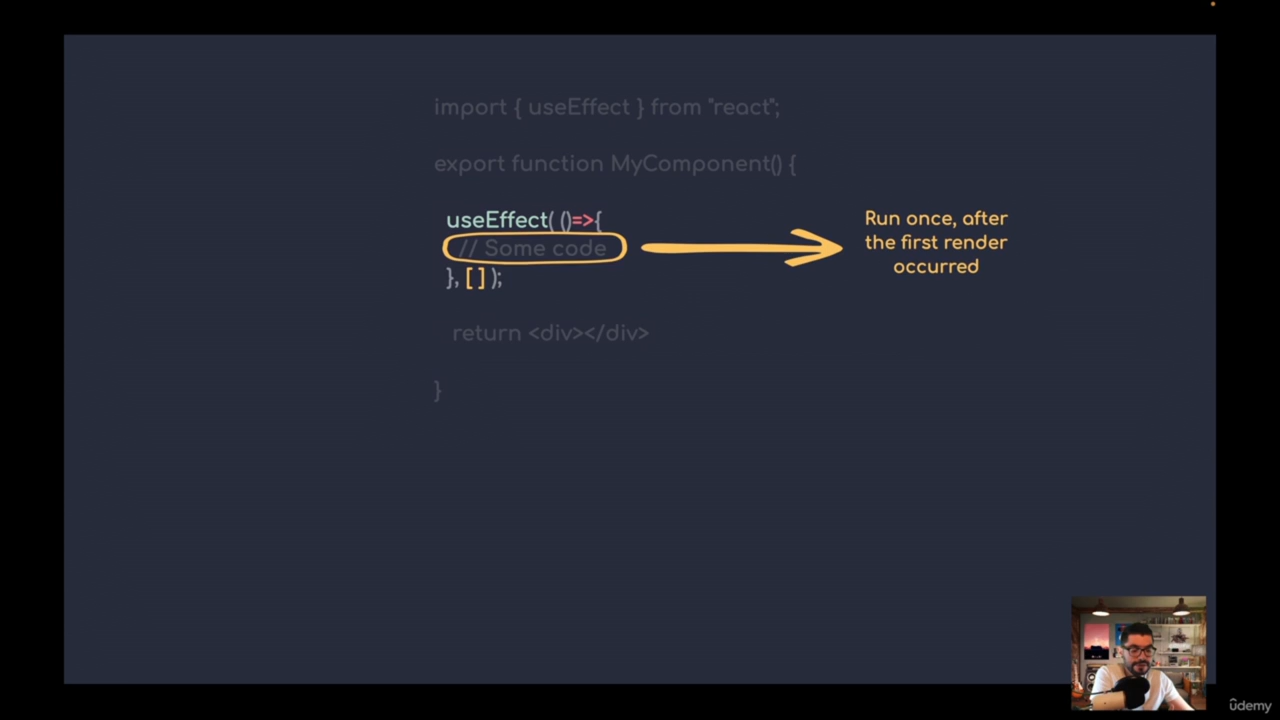 import { useEffect } from "react";
export function MyComponent() {
useEffect( ()=>{
// Some code
}, [ ] );
return <div></div>
}
Run once, after
the first render
occurred
udemy